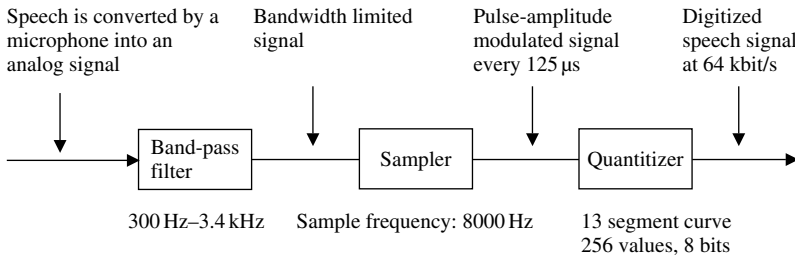 Speech is converted by a
microphone into an
analog signal
Bandwidth limited
signal
Pulse-amplitude
modulated signal
every 125 µs
Digitized
speech signal
at 64 kbit/s
Band-pass
filter
Sampler
Quantitizer
300 Hz–3.4 kHz
Sample frequency: 8000 Hz
13 segment curve
256 values, 8 bits